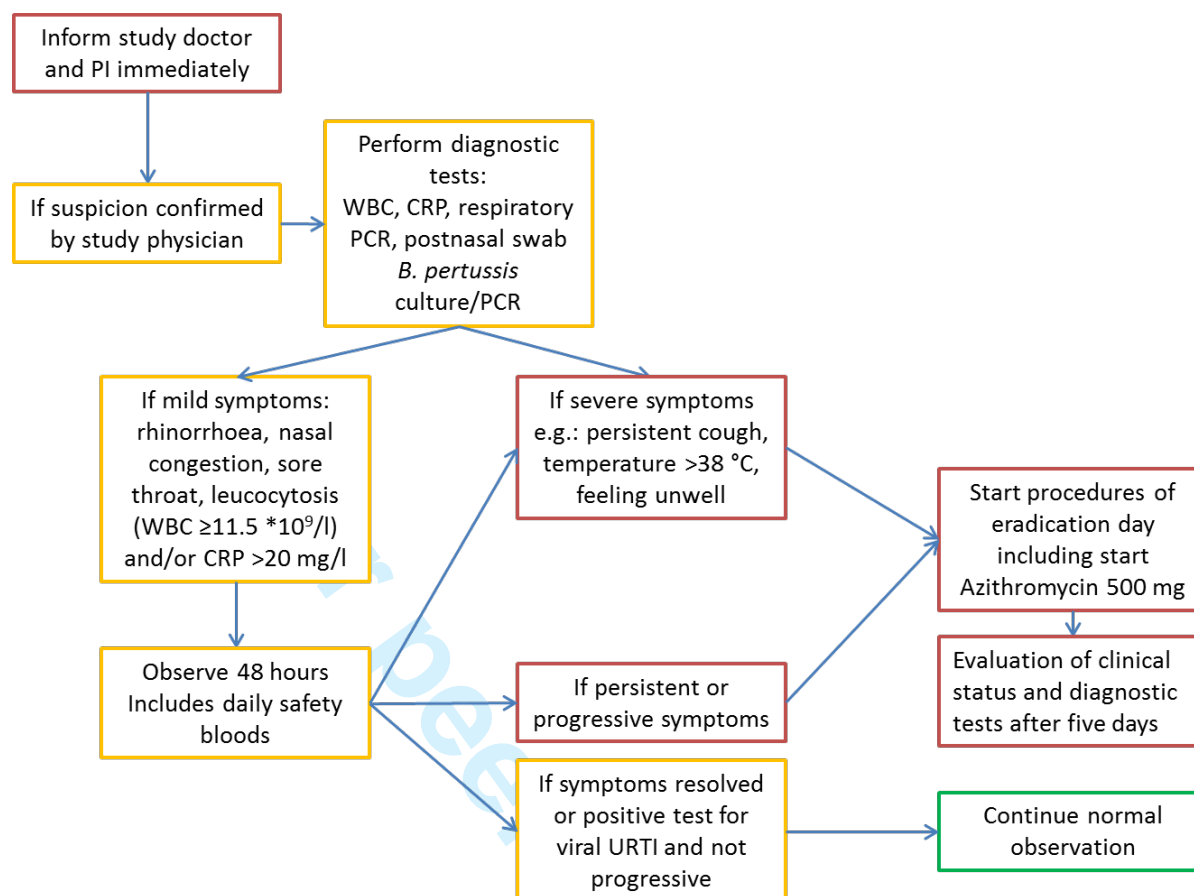 Inform study doctor
and PI immediately
If suspicion confirmed
by study physician
Perform diagnostic
tests:
WBC, CRP, respiratory
PCR, postnasal swab
B. pertussis
culture/PCR
If mild symptoms:
rhinorrhoea, nasal
congestion, sore
throat, leucocytosis
(WBC ≥11.5 *10⁹/l)
and/or CRP >20 mg/l
If severe symptoms
e.g.: persistent cough,
temperature >38 °C,
feeling unwell
Start procedures of
eradication day
including start
Azithromycin 500 mg
Observe 48 hours
Includes daily safety
bloods
If persistent or
progressive symptoms
Evaluation of clinical
status and diagnostic
tests after five days
If symptoms resolved
or positive test for
viral URTI and not
progressive
Continue normal
observation